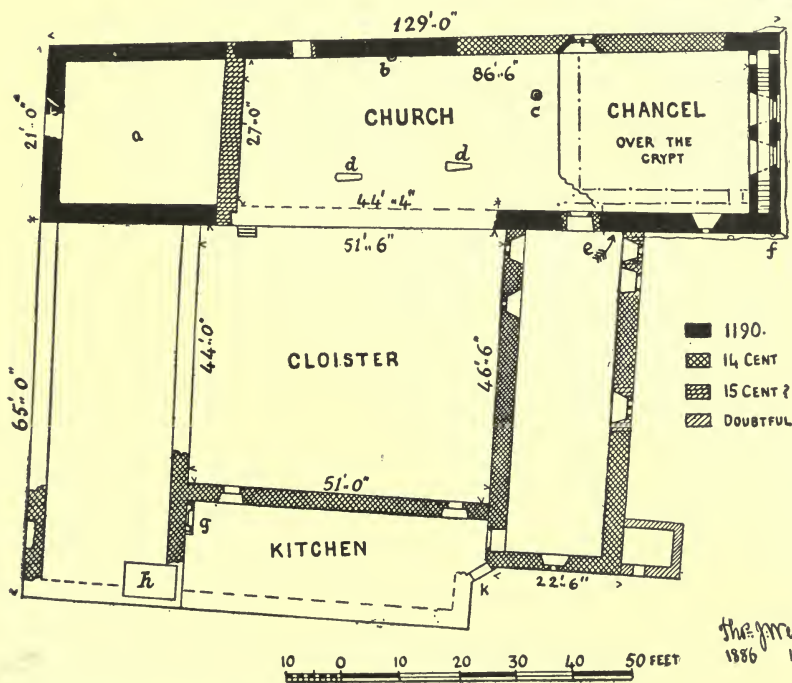 129'.0"
86'.6"
b
c
CHURCH
CHANCEL
OVER THE
CRYPT
21'.0"
a
27'.0"
d
d
44'.4"
51'.6"
e
f
44'.0"
CLOISTER
46'.6"
65'.0"
1190.
14 CENT
15 CENT ?
DOUBTFUL
51'.0"
g
KITCHEN
h
k
22'.6"
1886
10 0 10 20 30 40 50 FEET